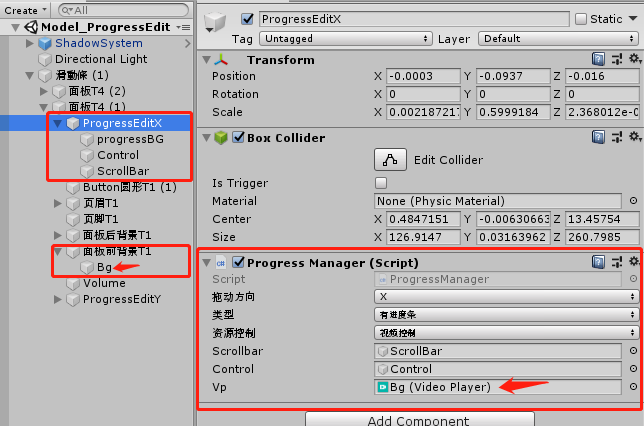 Create
All
Model_ProgressEdit
ShadowSystem
Directional Light
滑動條 (1)
面板T4 (2)
面板T4 (1)
ProgressEditX
progressBG
Control
ScrollBar
Button圆形T1 (1)
页眉T1
页脚T1
面板后背景T1
面板前背景T1
Bg
Volume
ProgressEditY
ProgressEditX
Static
Tag Untagged Layer Default
Transform
Position X -0.0003 Y -0.0937 Z -0.016
Rotation X 0 Y 0 Z 0
Scale X 0.002187217 Y 0.5999184 Z 2.368012e-0
Box Collider
Edit Collider
Is Trigger
Material None (Physic Material)
Center X 0.4847151 Y -0.00630663 Z 13.45754
Size X 126.9147 Y 0.03163962 Z 260.7985
Progress Manager (Script)
Script ProgressManager
拖动方向 X
类型 有进度条
资源控制 视频控制
Scrollbar ScrollBar
Control Control
Vp Bg (Video Player)
Add Component